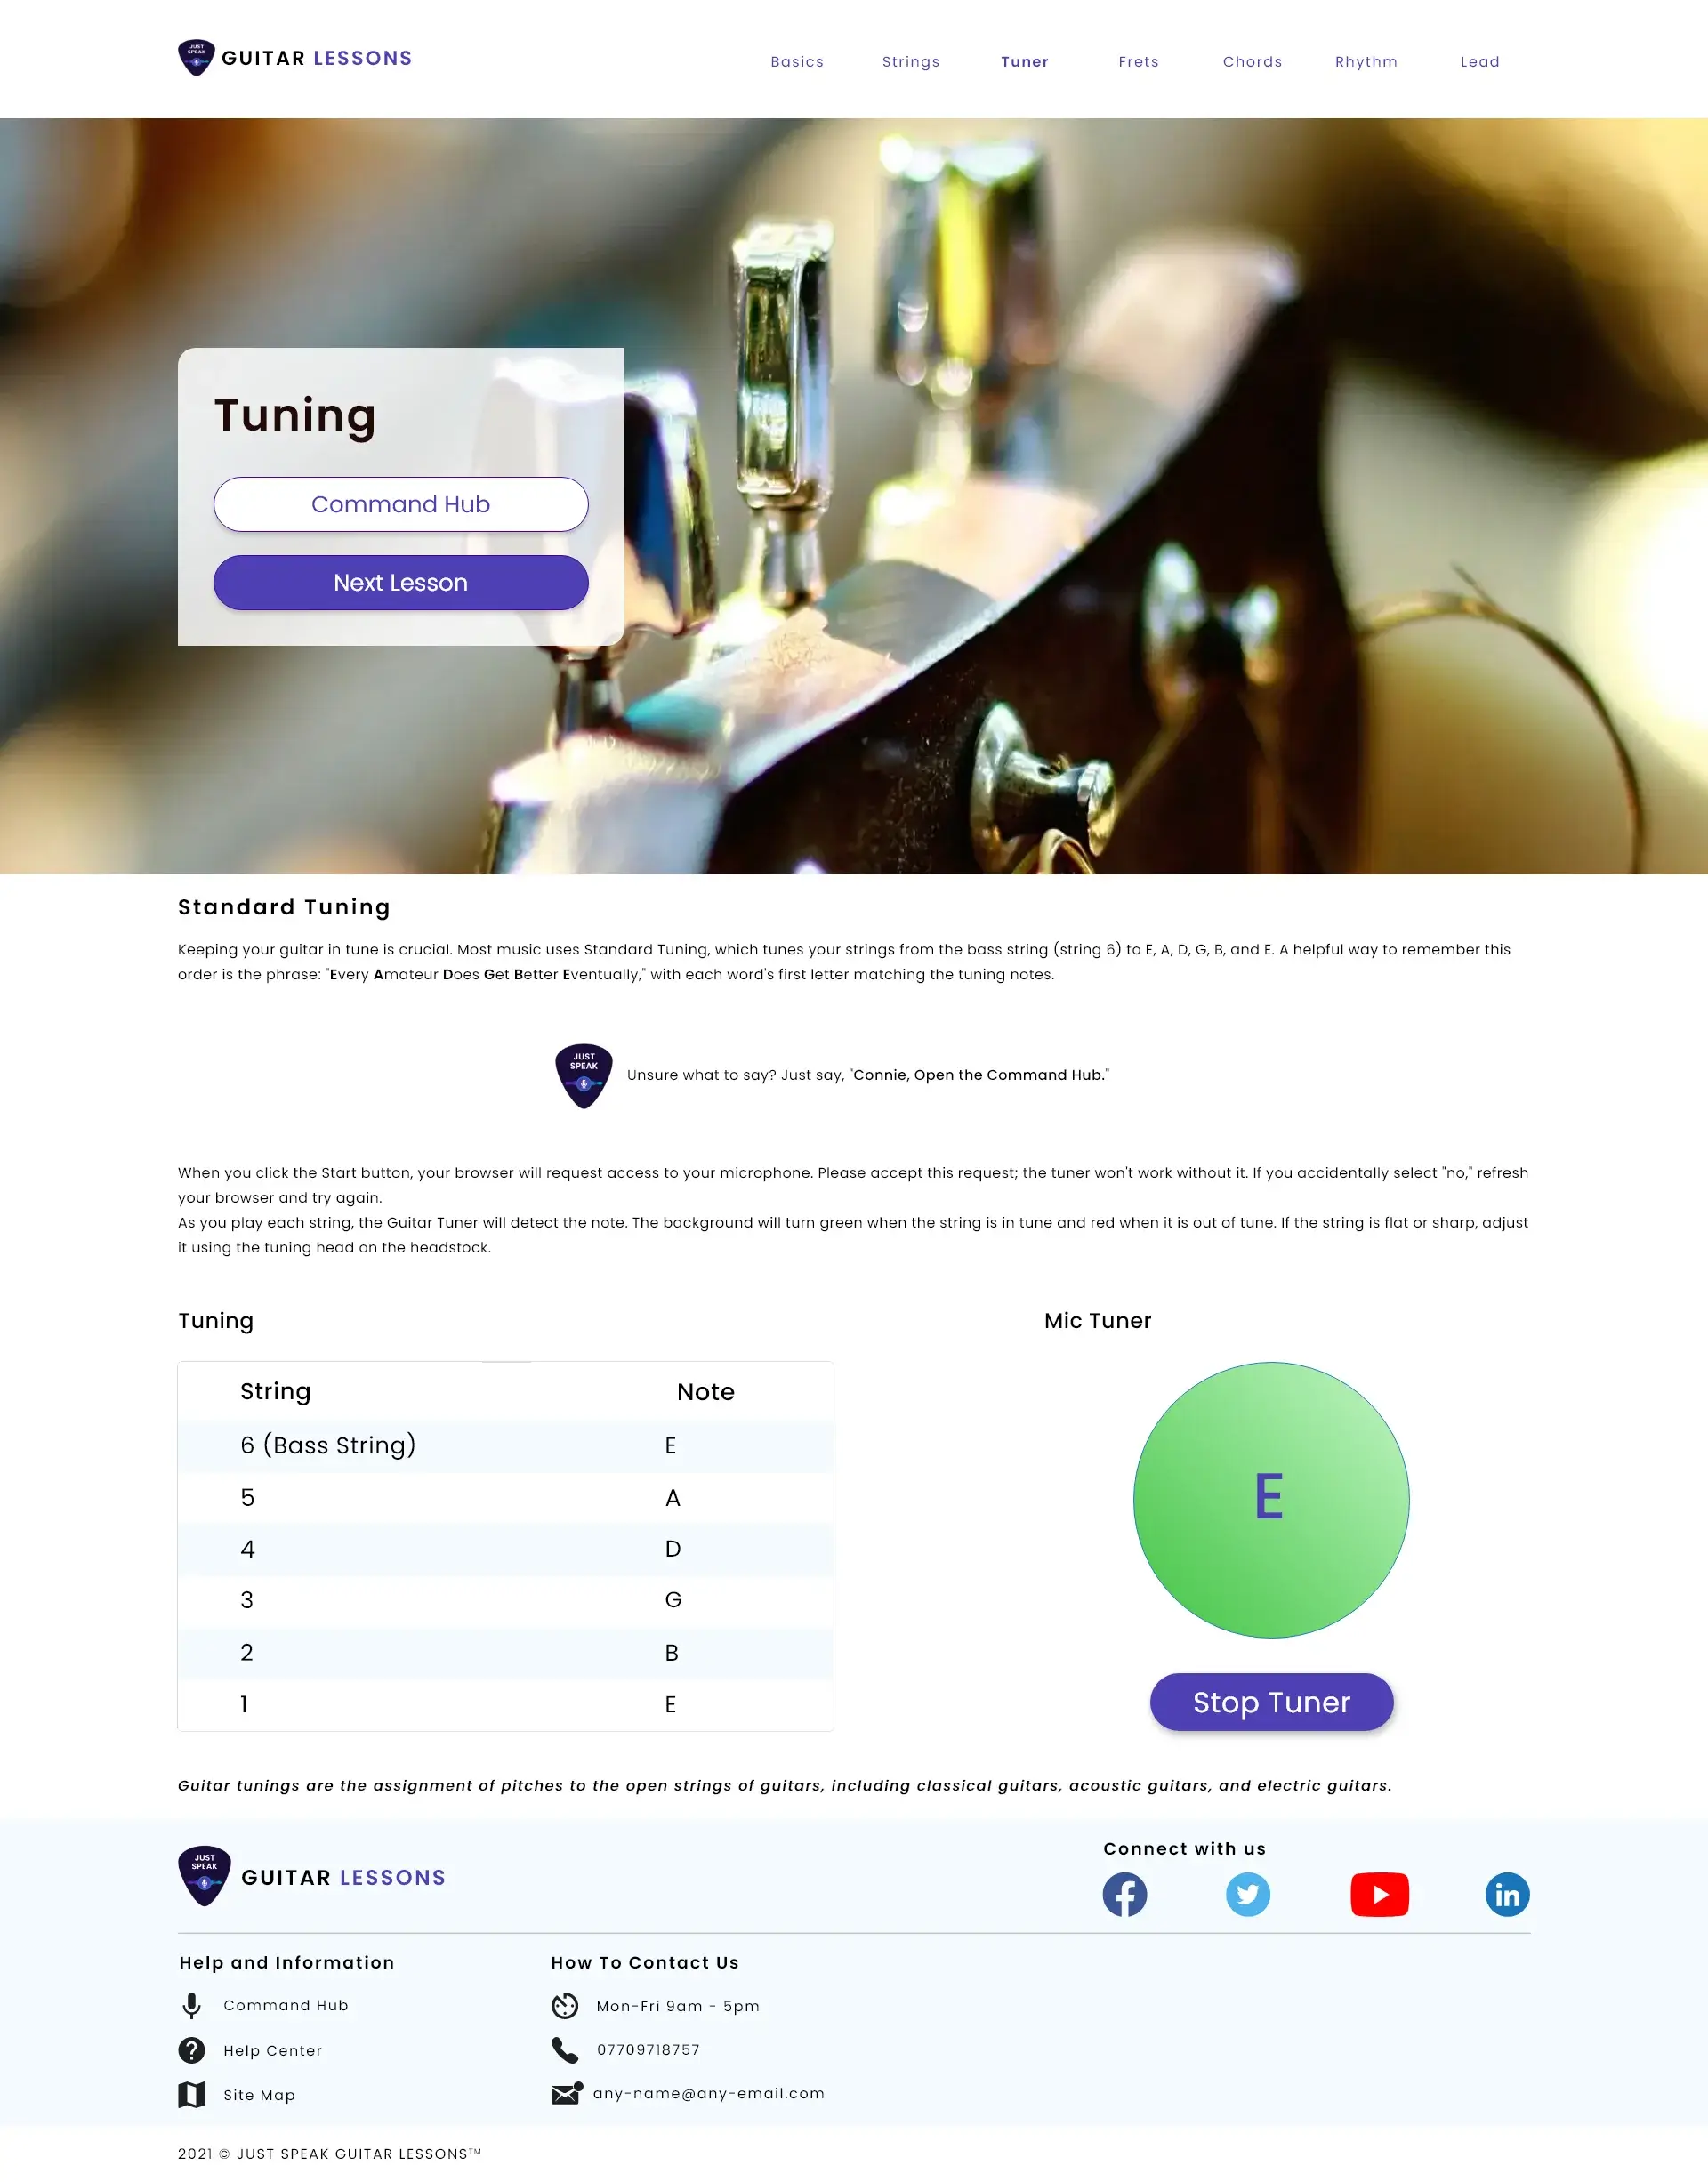 JUST
SPEAK
GUITAR LESSONS
Basics Strings Tuner Frets Chords Rhythm Lead
Tuning
Command Hub
Next Lesson
Standard Tuning
Keeping your guitar in tune is crucial. Most music uses Standard Tuning, which tunes your strings from the bass string (string 6) to E, A, D, G, B, and E. A helpful way to remember this
order is the phrase: "Every Amateur Does Get Better Eventually," with each word's first letter matching the tuning notes.
JUST
SPEAK
Unsure what to say? Just say, "Connie, Open the Command Hub."
When you click the Start button, your browser will request access to your microphone. Please accept this request; the tuner won't work without it. If you accidentally select "no," refresh
your browser and try again.
As you play each string, the Guitar Tuner will detect the note. The background will turn green when the string is in tune and red when it is out of tune. If the string is flat or sharp, adjust
it using the tuning head on the headstock.
Tuning
String Note
6 (Bass String) E
5 A
4 D
3 G
2 B
1 E
Mic Tuner
E
Stop Tuner
Guitar tunings are the assignment of pitches to the open strings of guitars, including classical guitars, acoustic guitars, and electric guitars.
JUST
SPEAK
GUITAR LESSONS
Connect with us
in
Help and Information
Command Hub
Help Center
Site Map
How To Contact Us
Mon-Fri 9am - 5pm
07709718757
any-name@any-email.com
2021 © JUST SPEAK GUITAR LESSONS™